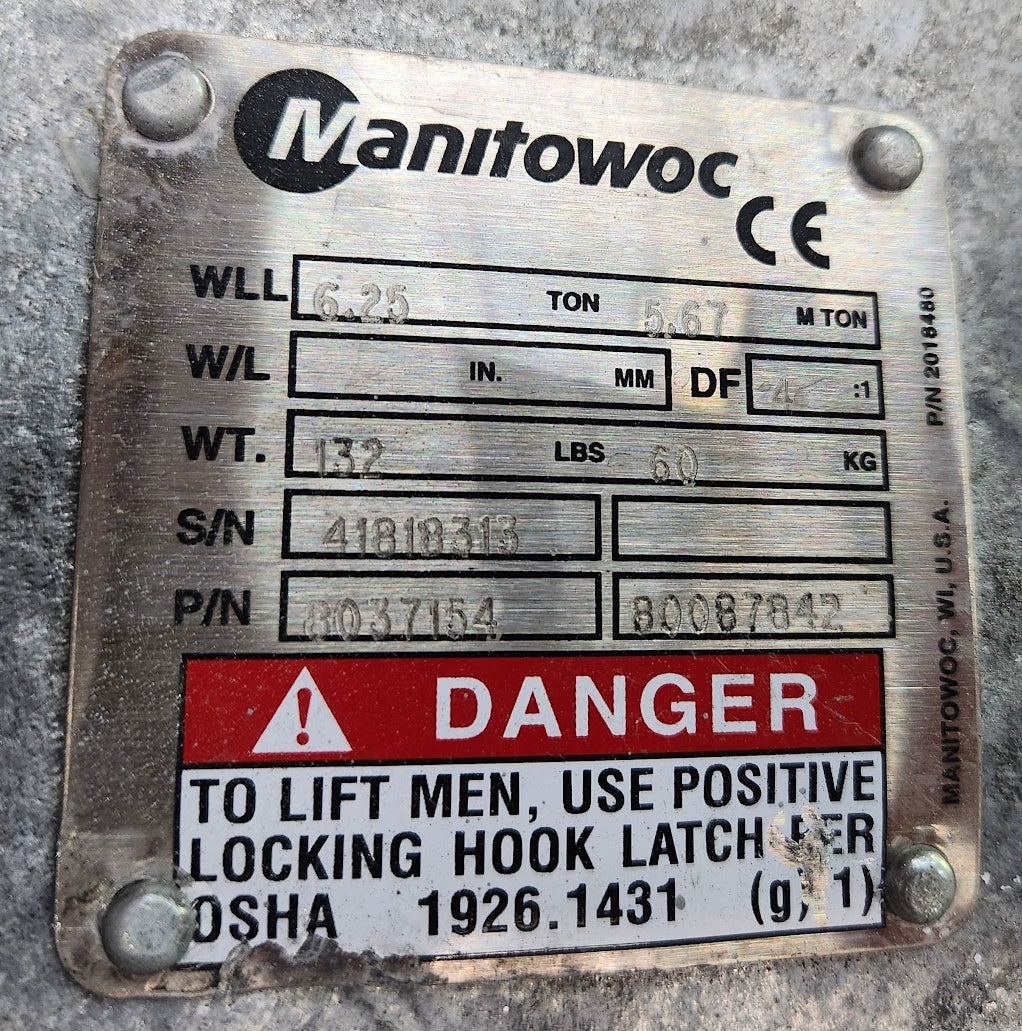 Manitowoc
CE
WLL 6.25 TON 5.67 M TON
W/L IN. MM DF 4 :1
WT. 132 LBS 60 KG
S/N 41818313
P/N 8037154 80087842
P/N 2018480
MANITOWOC, WI, U.S.A.
DANGER
TO LIFT MEN, USE POSITIVE
LOCKING HOOK LATCH PER
OSHA 1926.1431 (g, 1)